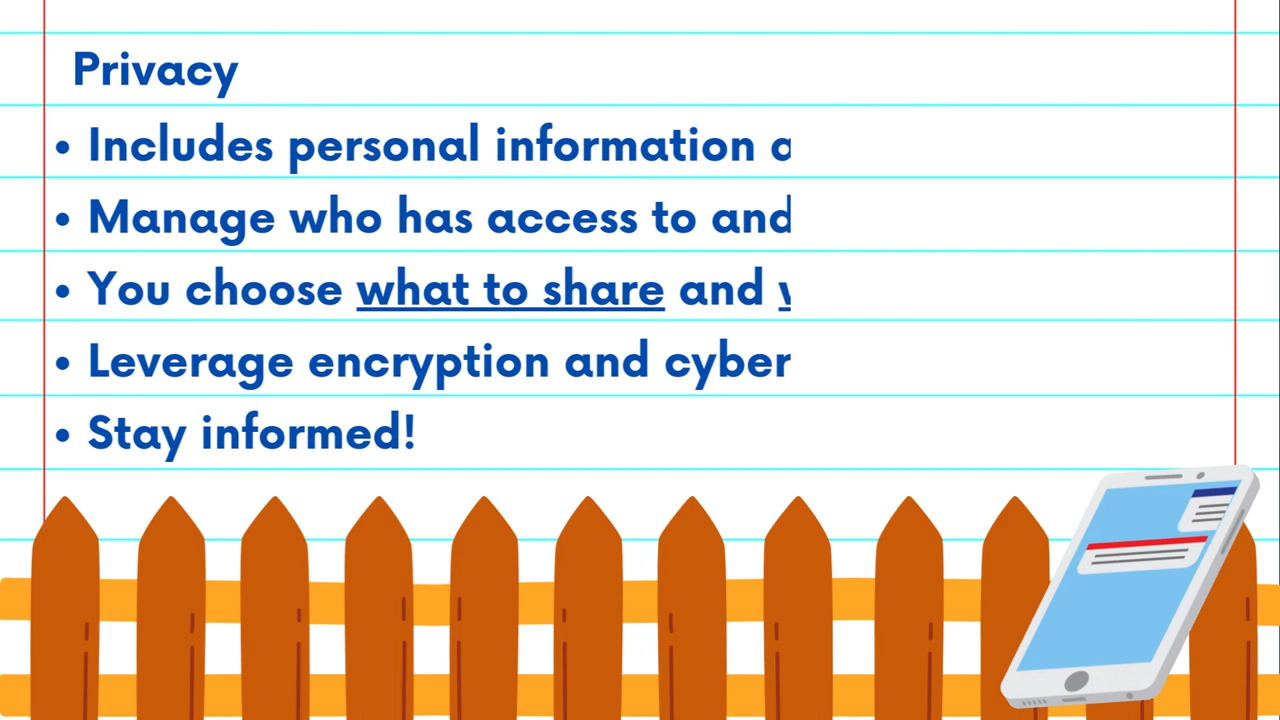 Privacy
• Includes personal information
• Manage who has access to and
• You choose what to share and
• Leverage encryption and cyber
• Stay informed!